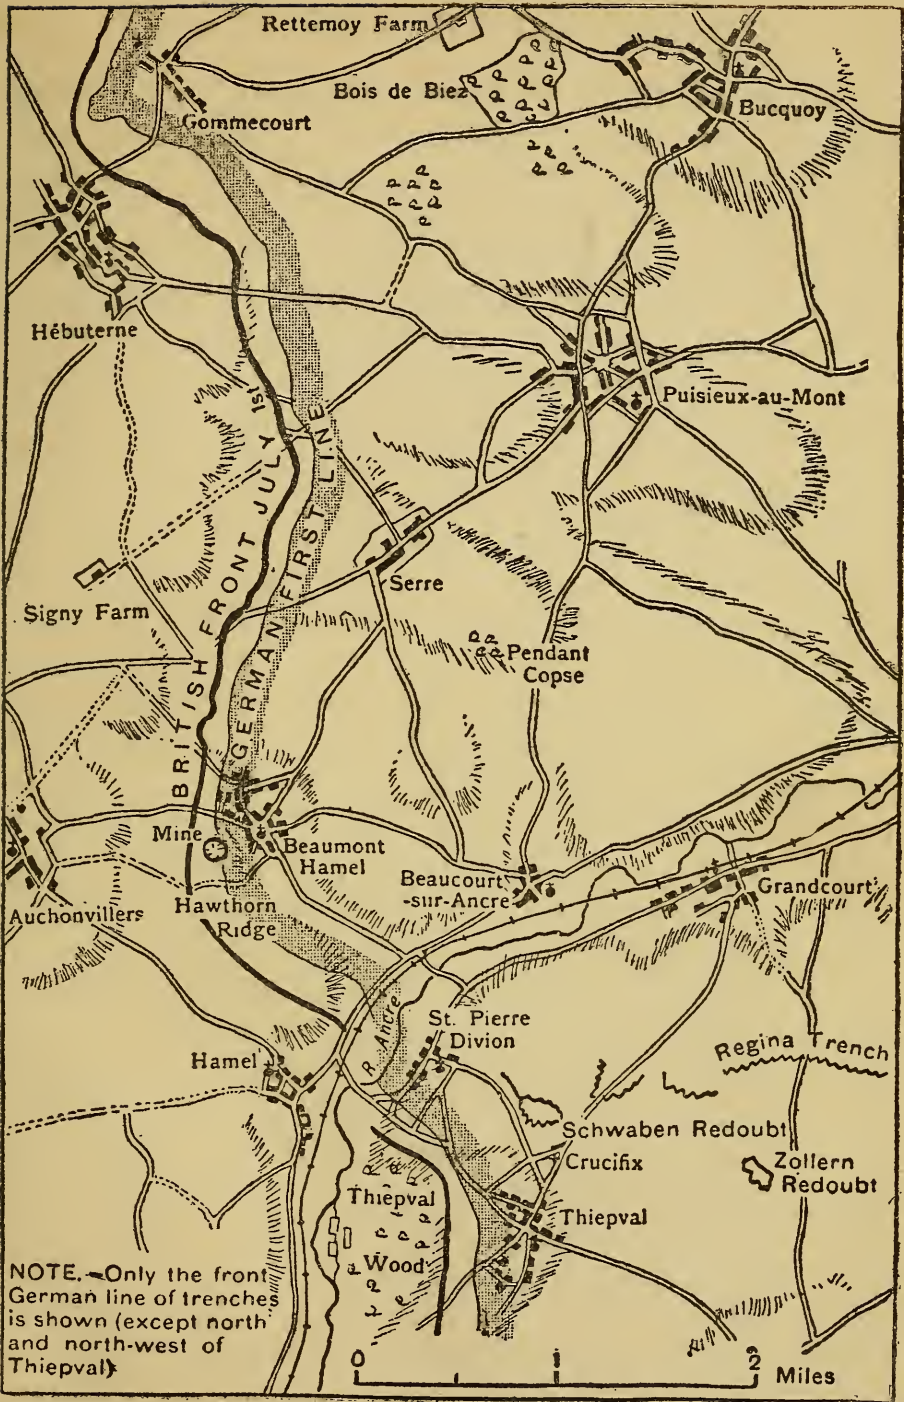 Rettemoy Farm
Bois de Biez
Bucquoy
Gommecourt
Hébuterne
Puisieux-au-Mont
BRITISH FRONT JULY 1st
GERMAN FIRST LINE
Serre
Signy Farm
Pendant
Copse
Mine
Beaumont
Hamel
Beaucourt
-sur-Ancre
Grandcourt
Auchonvillers
Hawthorn
Ridge
R. Ancre
St. Pierre
Divion
Hamel
Regina Trench
Schwaben Redoubt
Crucifix
Zollern
Redoubt
Thiepval
Wood
Thiepval
NOTE.—Only the front
German line of trenches
is shown (except north
and north-west of
Thiepval)
0 1 2
Miles